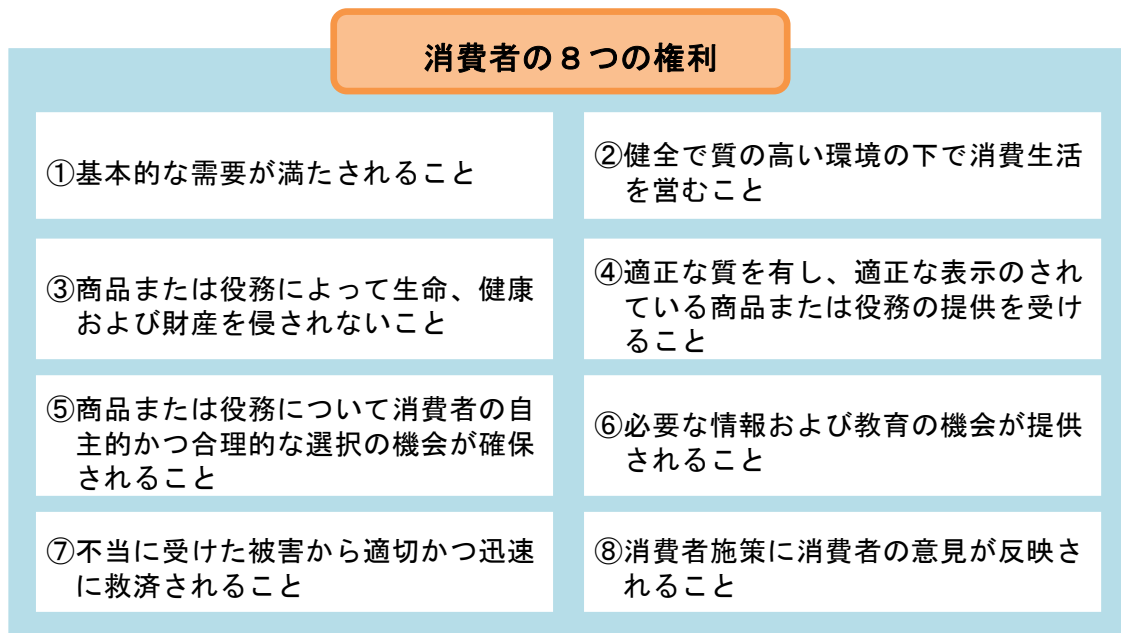 消費者の８つの権利
①基本的な需要が満たされること
②健全で質の高い環境の下で消費生活
を営むこと
③商品または役務によって生命、健康
および財産を侵されないこと
④適正な質を有し、適正な表示のされ
ている商品または役務の提供を受け
ること
⑤商品または役務について消費者の自
主的かつ合理的な選択の機会が確保
されること
⑥必要な情報および教育の機会が提供
されること
⑦不当に受けた被害から適切かつ迅速
に救済されること
⑧消費者施策に消費者の意見が反映さ
れること